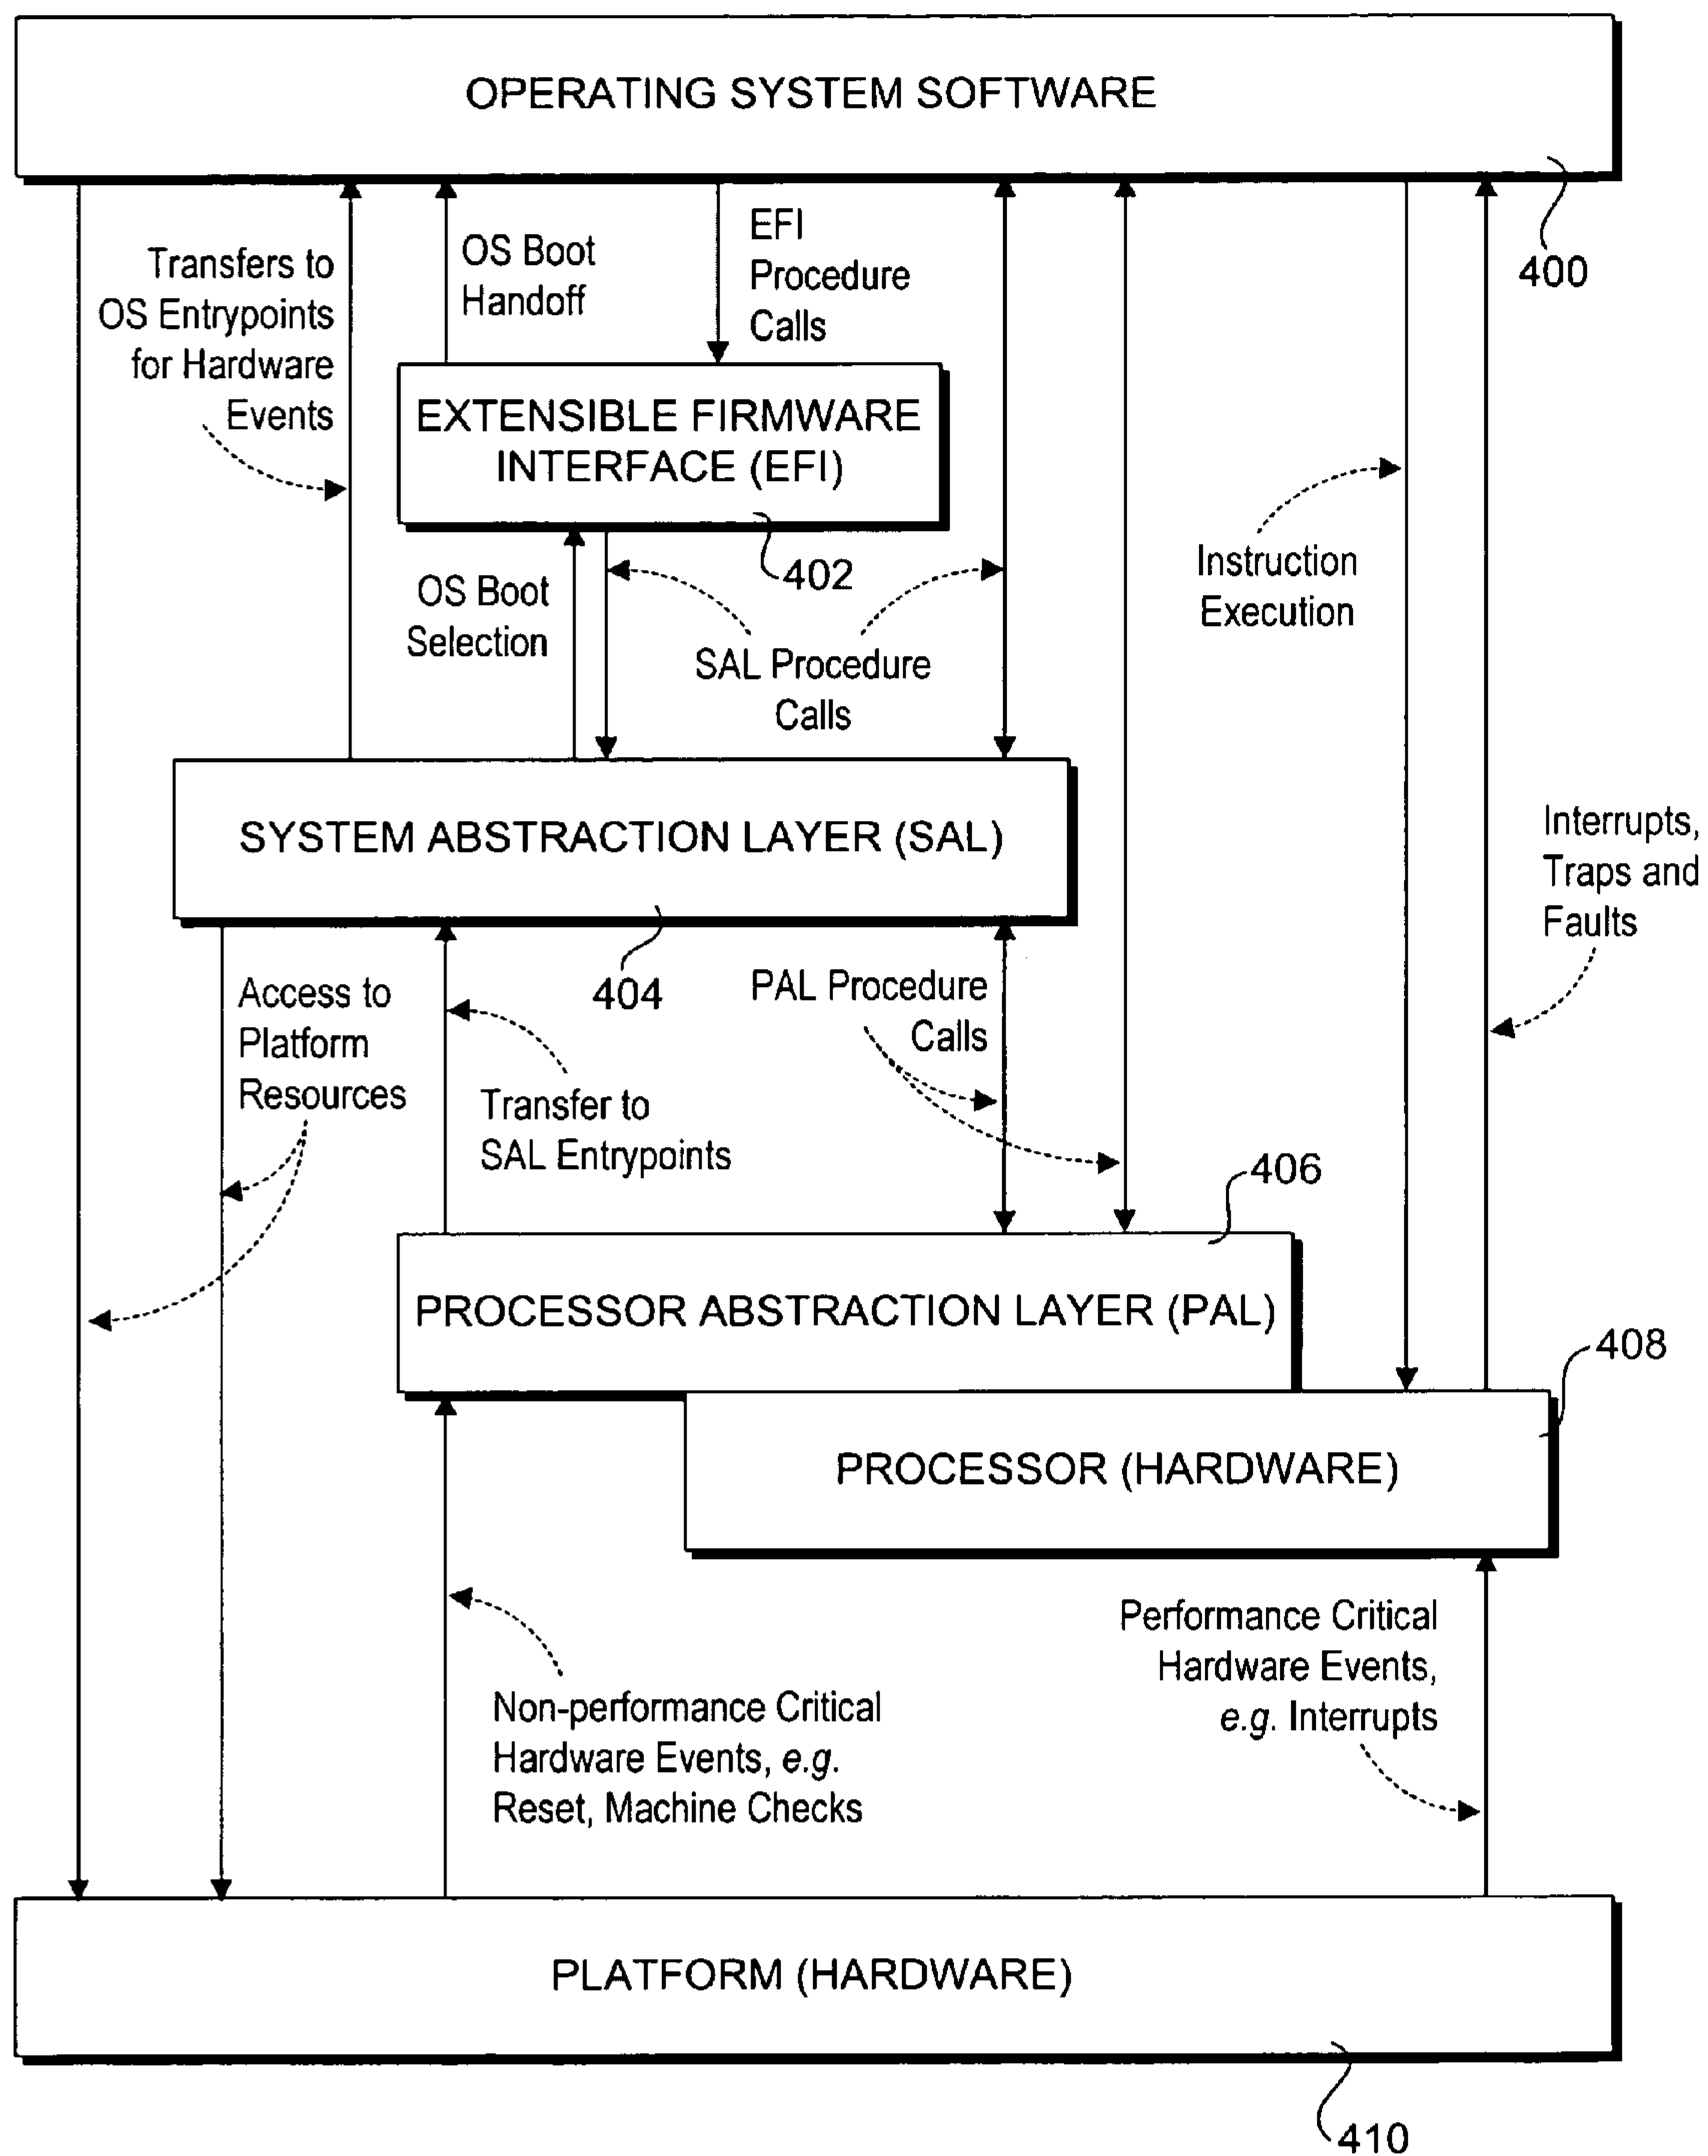 OPERATING SYSTEM SOFTWARE
400
Transfers to
OS Entrypoints
for Hardware
Events
OS Boot
Handoff
EFI
Procedure
Calls
EXTENSIBLE FIRMWARE
INTERFACE (EFI)
402
OS Boot
Selection
SAL Procedure
Calls
Instruction
Execution
SYSTEM ABSTRACTION LAYER (SAL)
404
Interrupts,
Traps and
Faults
Access to
Platform
Resources
PAL Procedure
Calls
Transfer to
SAL Entrypoints
406
PROCESSOR ABSTRACTION LAYER (PAL)
408
PROCESSOR (HARDWARE)
Non-performance Critical
Hardware Events, e.g.
Reset, Machine Checks
Performance Critical
Hardware Events,
e.g. Interrupts
PLATFORM (HARDWARE)
410